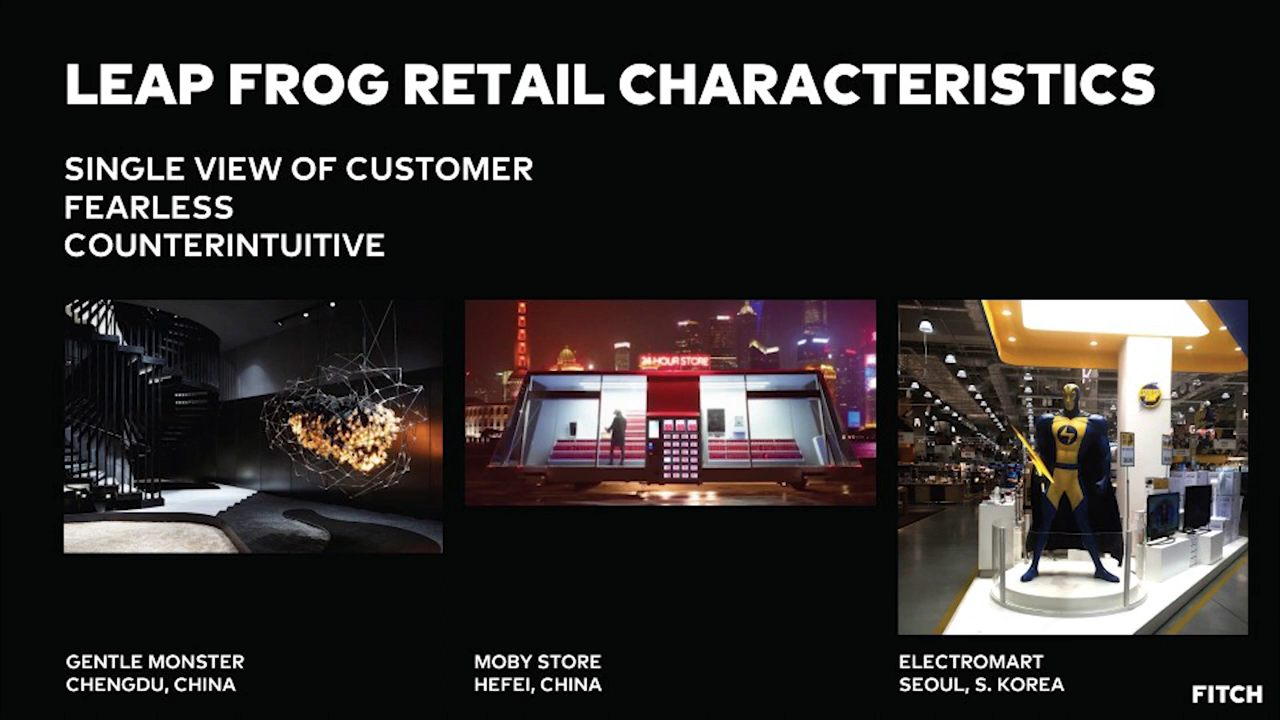 LEAP FROG RETAIL CHARACTERISTICS
SINGLE VIEW OF CUSTOMER
FEARLESS
COUNTERINTUITIVE
24-HOUR STORE
GENTLE MONSTER
CHENGDU, CHINA
MOBY STORE
HEFEI, CHINA
ELECTROMART
SEOUL, S. KOREA
FITCH